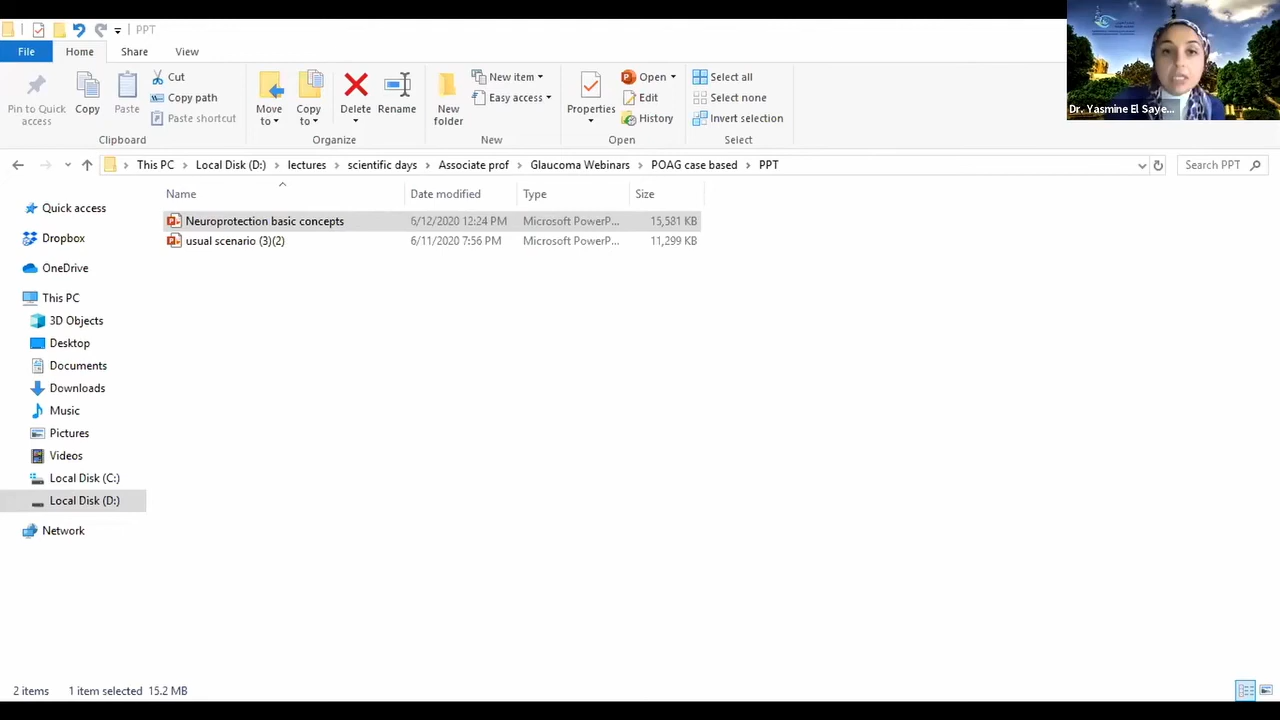 PPT
File Home Share View
Pin to Quick access
Copy
Paste
Cut
Copy path
Paste shortcut
Clipboard
Move to
Copy to
Delete
Rename
Organize
New folder
New item
Easy access
New
Properties
Open
Edit
History
Open
Select all
Select none
Invert selection
Select
Dr. Yasmine El Saye...
This PC Local Disk (D:) lectures scientific days Associate prof Glaucoma Webinars POAG case based PPT
Search PPT
Name Date modified Type Size
Neuroprotection basic concepts 6/12/2020 12:24 PM Microsoft PowerP... 15,581 KB
usual scenario (3)(2) 6/11/2020 7:56 PM Microsoft PowerP... 11,299 KB
Quick access
Dropbox
OneDrive
This PC
3D Objects
Desktop
Documents
Downloads
Music
Pictures
Videos
Local Disk (C:)
Local Disk (D:)
Network
2 items 1 item selected 15.2 MB